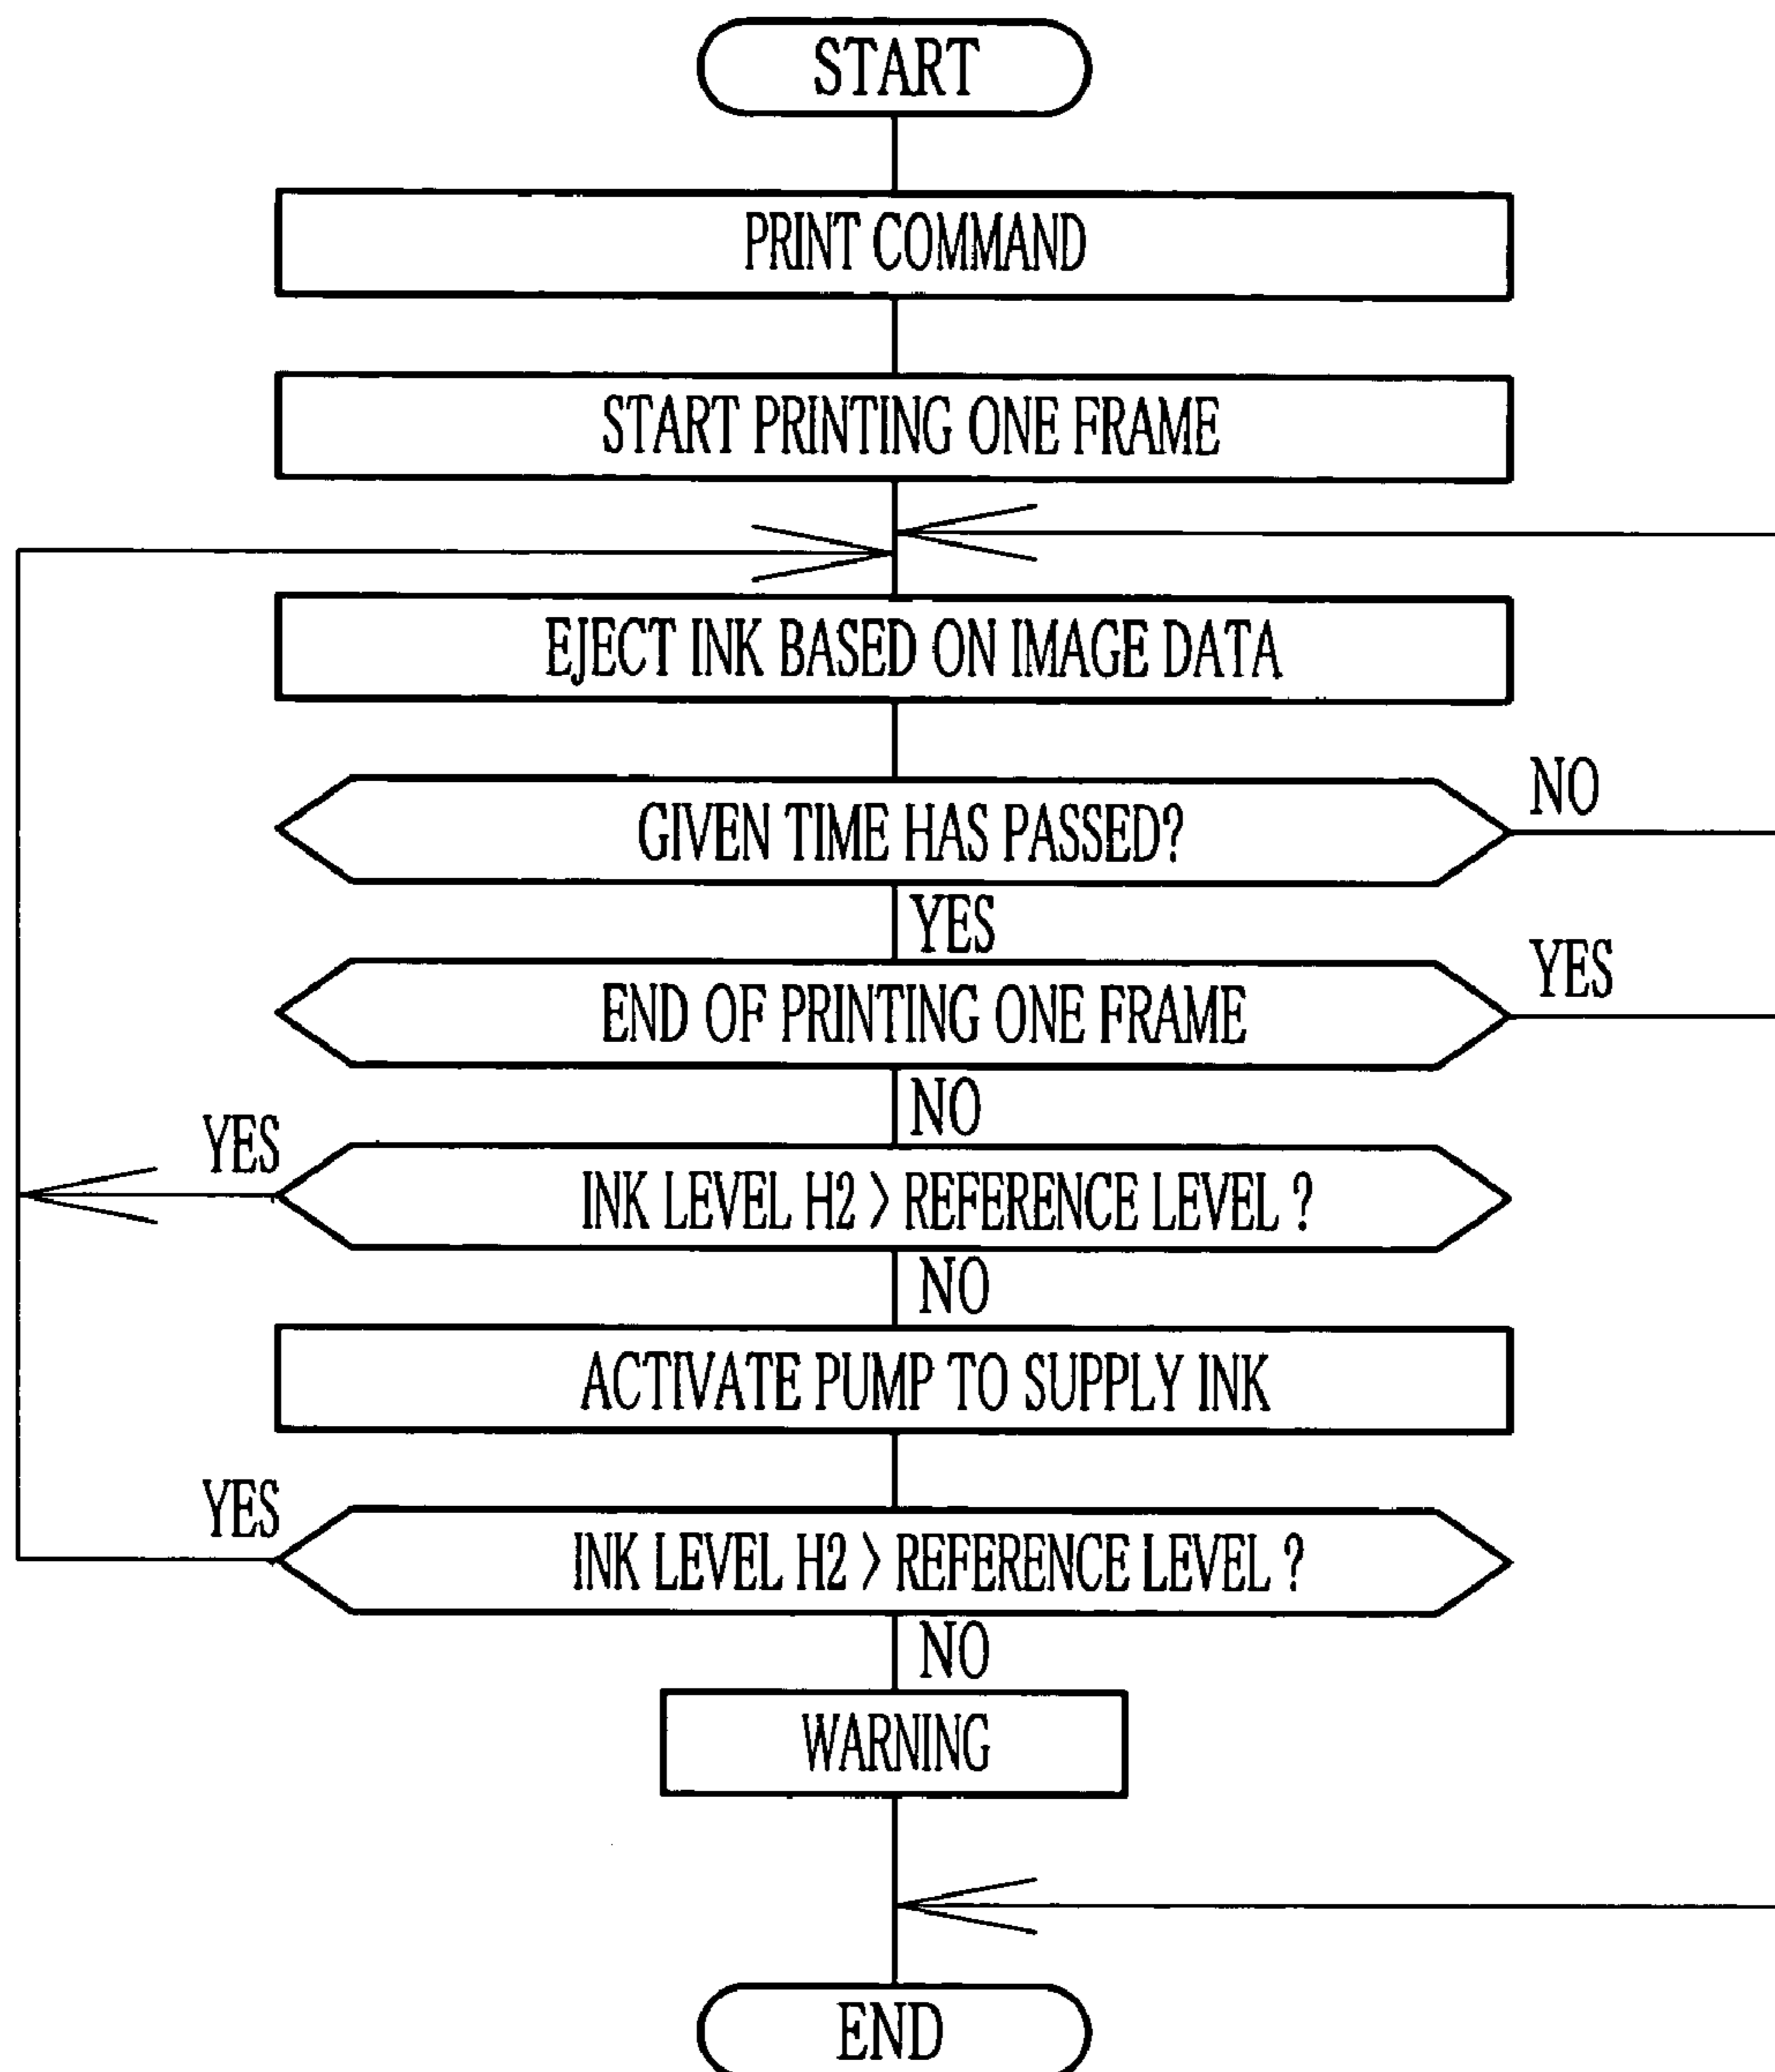 START
PRINT COMMAND
START PRINTING ONE FRAME
EJECT INK BASED ON IMAGE DATA
GIVEN TIME HAS PASSED?
NO
YES
END OF PRINTING ONE FRAME
YES
NO
INK LEVEL H2 > REFERENCE LEVEL ?
YES
NO
ACTIVATE PUMP TO SUPPLY INK
INK LEVEL H2 > REFERENCE LEVEL ?
YES
NO
WARNING
END